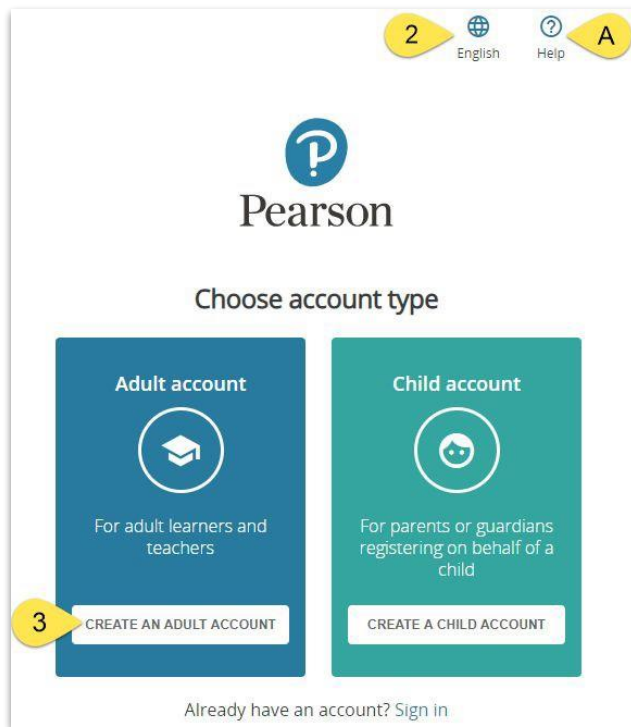 2
English
Help
A
Pearson
Choose account type
Adult account
For adult learners and
teachers
3
CREATE AN ADULT ACCOUNT
Child account
For parents or guardians
registering on behalf of a
child
CREATE A CHILD ACCOUNT
Already have an account? Sign in